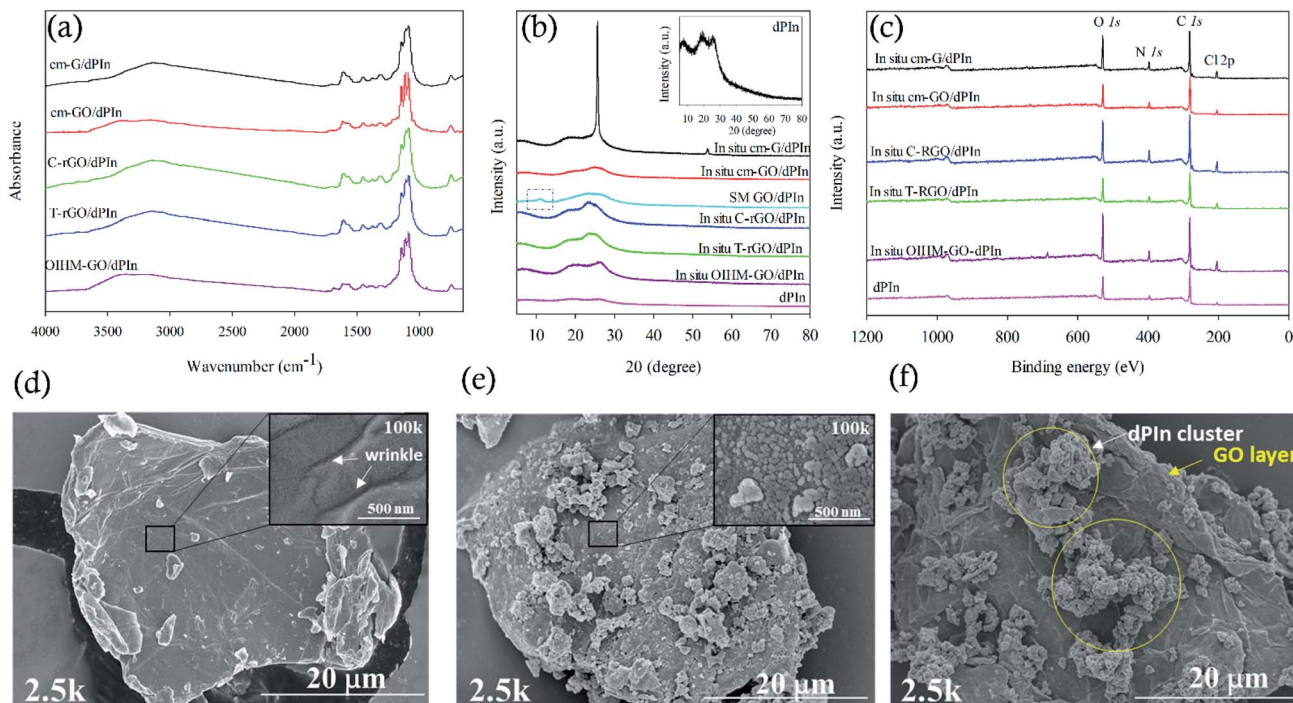 (a)
cm-G/dPIn
cm-GO/dPIn
C-rGO/dPIn
T-rGO/dPIn
OIHM-GO/dPIn
Absorbance
4000 3000 2500 2000 1500 1000
Wavenumber (cm-1)
(b)
dPIn
Intensity (a.u.)
0 10 20 30 40 50 60 70 80
20 (degree)
In situ cm-G/dPIn
In situ cm-GO/dPIn
SM GO/dPIn
In situ C-rGO/dPIn
In situ T-rGO/dPIn
In situ OIHM-GO/dPIn
dPIn
Intensity (a.u.)
10 20 30 40 50 60 70 80
20 (degree)
(c)
O 1s
C 1s
N 1s
C12p
In situ cm-G/dPIn
In situ cm-GO/dPIn
In situ C-RGO/dPIn
In situ T-RGO/dPIn
In situ OIHM-GO-dPIn
dPIn
Intensity (a.u.)
1200 1000 800 600 400 200 0
Binding energy (eV)
(d)
100k
wrinkle
500 nm
2.5k
20 µm
(e)
100k
500 nm
2.5k
20 µm
(f)
dPIn cluster
GO layer
2.5k
20 µm